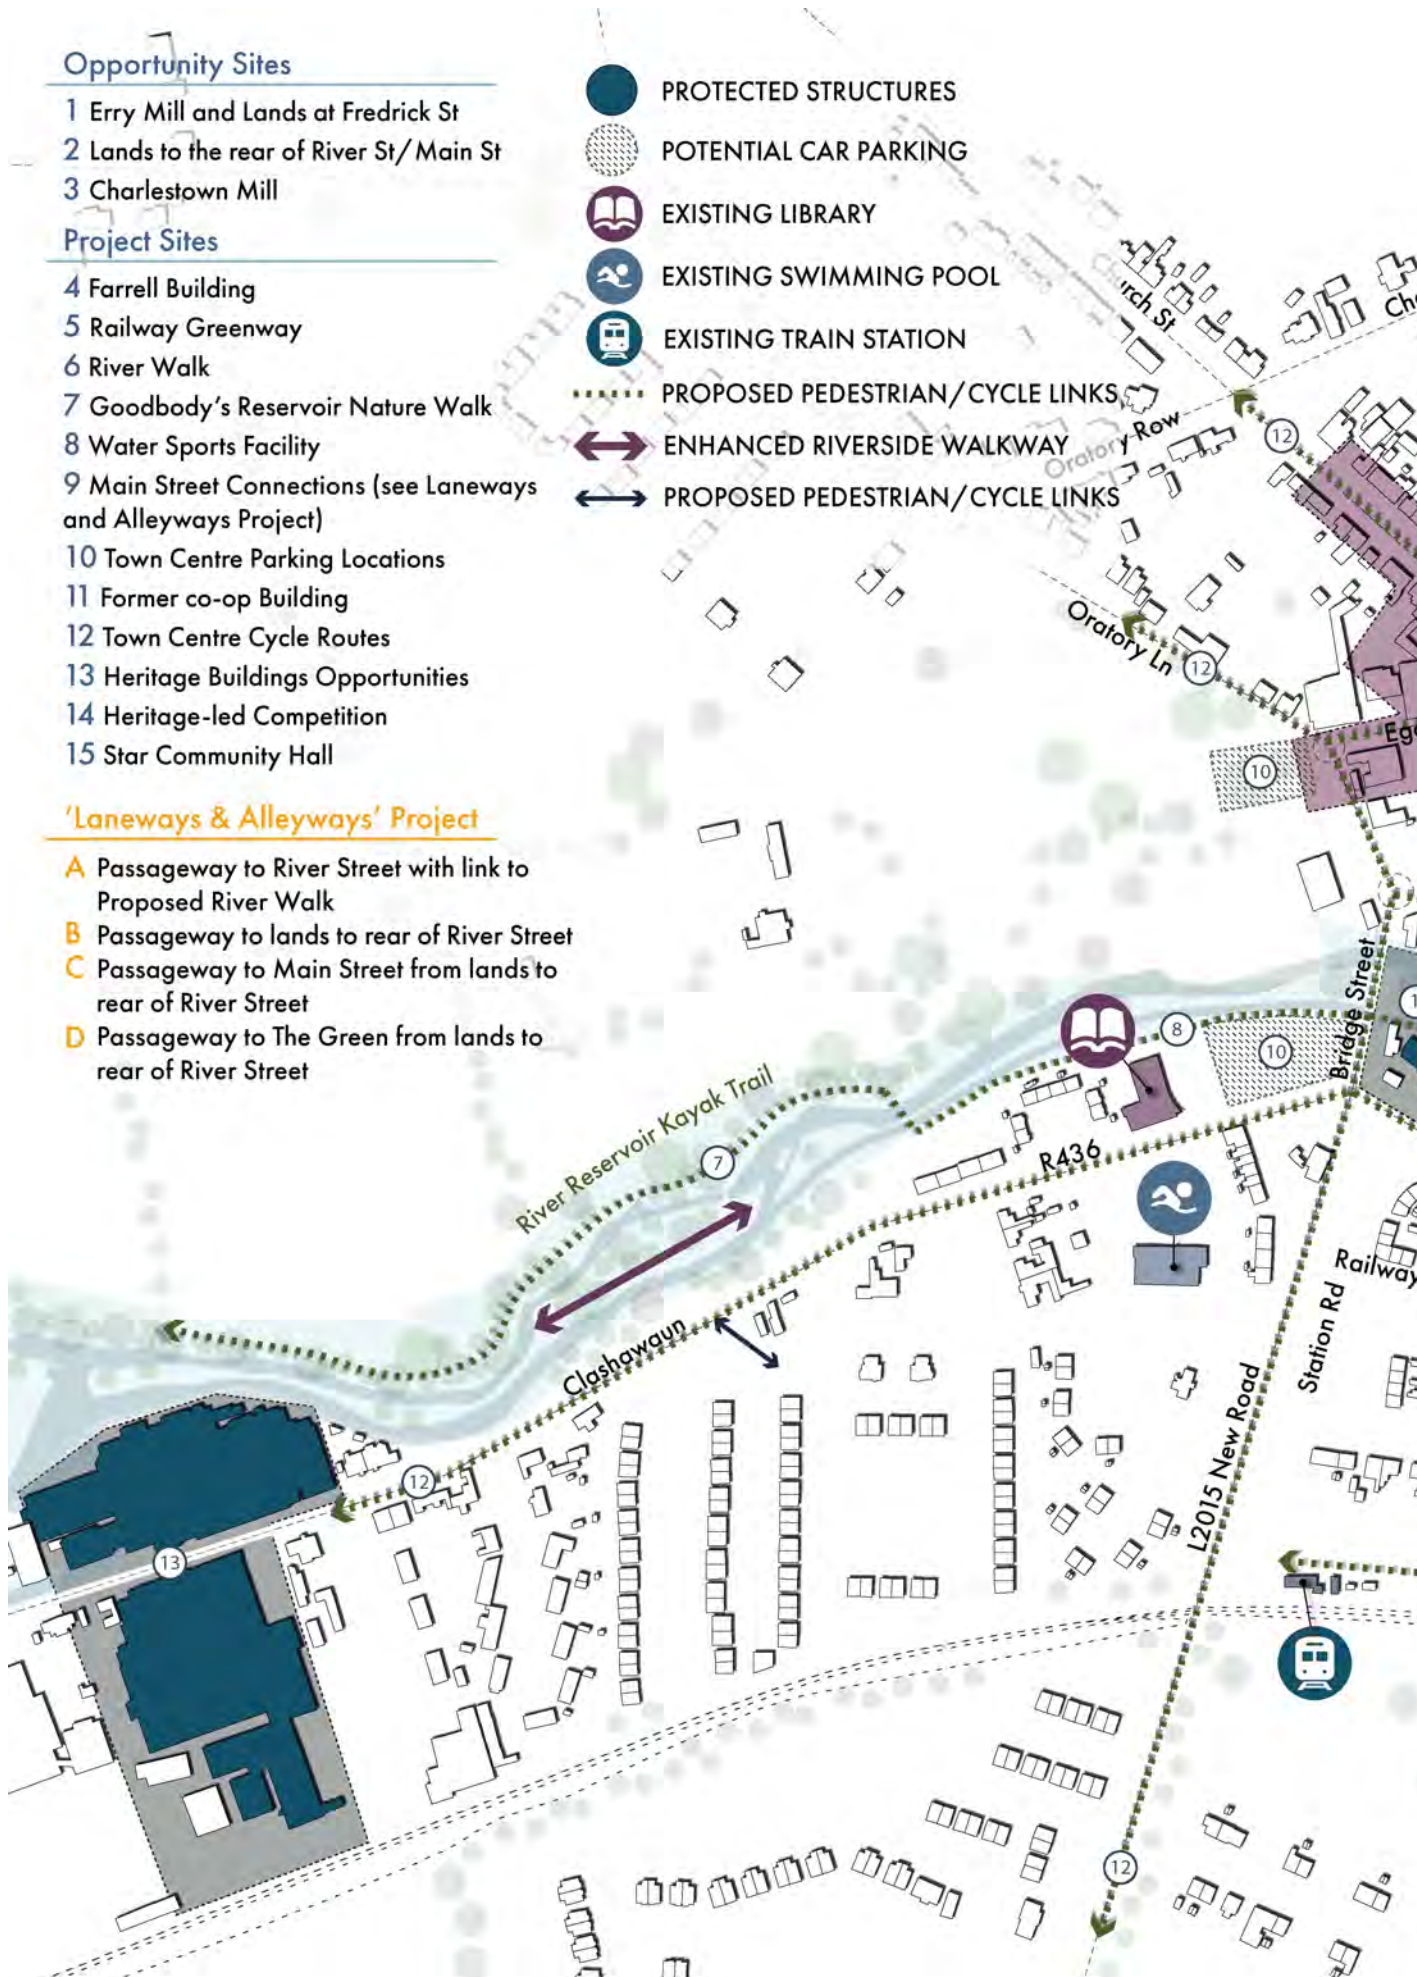 Opportunity Sites
1 Erry Mill and Lands at Fredrick St
2 Lands to the rear of River St/Main St
3 Charlestown Mill
Project Sites
4 Farrell Building
5 Railway Greenway
6 River Walk
7 Goodbody's Reservoir Nature Walk
8 Water Sports Facility
9 Main Street Connections (see Laneways
and Alleyways Project)
10 Town Centre Parking Locations
11 Former co-op Building
12 Town Centre Cycle Routes
13 Heritage Buildings Opportunities
14 Heritage-led Competition
15 Star Community Hall
'Laneways & Alleyways' Project
A Passageway to River Street with link to
Proposed River Walk
B Passageway to lands to rear of River Street
C Passageway to Main Street from lands to
rear of River Street
D Passageway to The Green from lands to
rear of River Street
PROTECTED STRUCTURES
POTENTIAL CAR PARKING
EXISTING LIBRARY
EXISTING SWIMMING POOL
EXISTING TRAIN STATION
PROPOSED PEDESTRIAN/CYCLE LINKS
ENHANCED RIVERSIDE WALKWAY
PROPOSED PEDESTRIAN/CYCLE LINKS
Church St
Oratory Row
12
Oratory Ln
12
10
Bridge Street
8
10
R436
River Reservoir Kayak Trail
7
Clashawaun
Railway
Station Rd
L2015 New Road
12
13
12